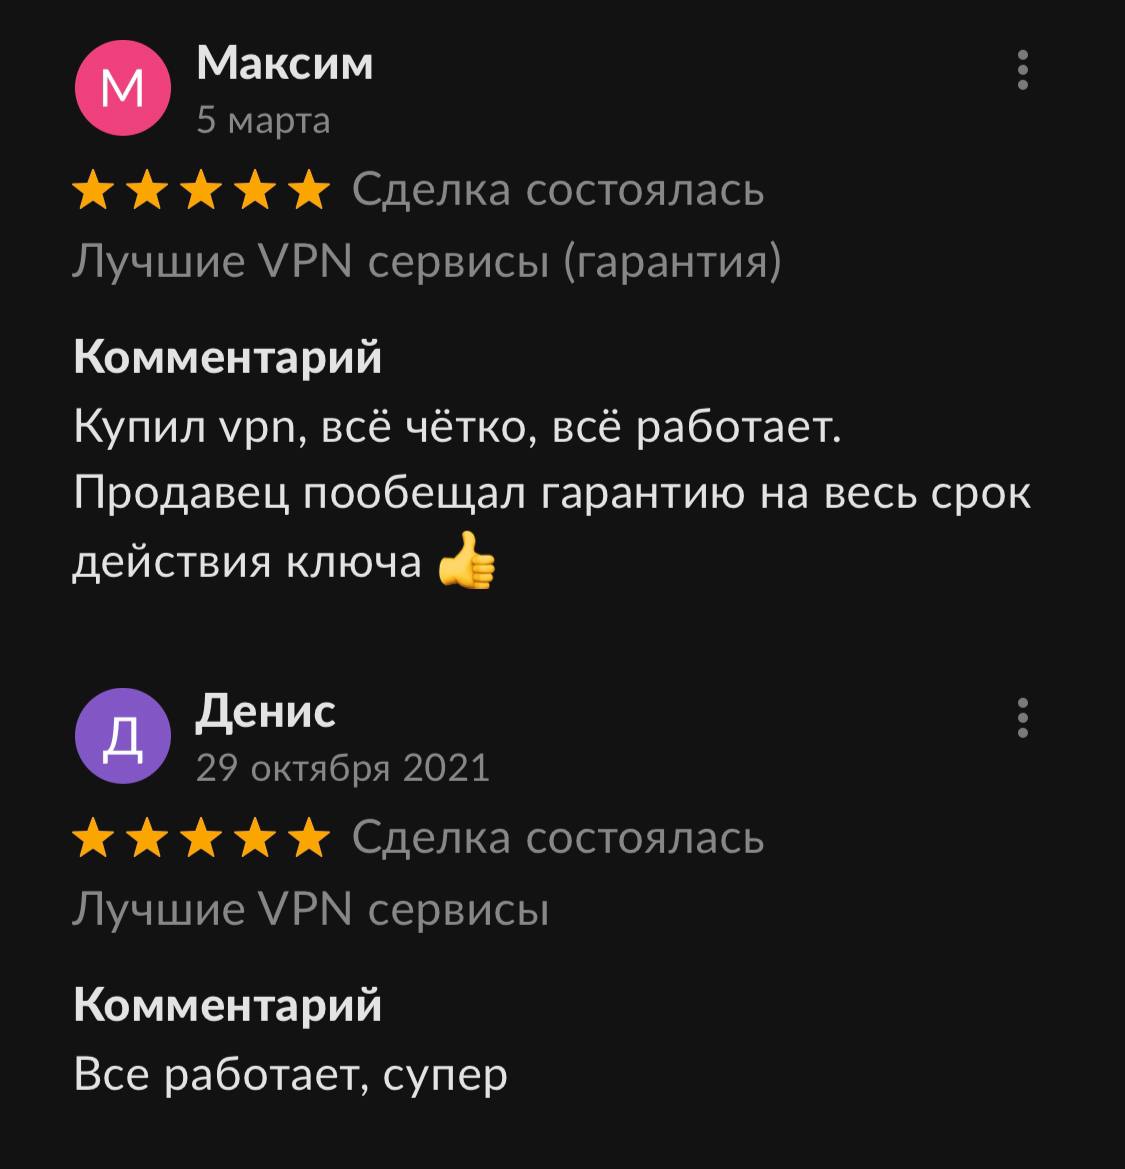 М
Максим
5 марта
Сделка состоялась
Лучшие VPN сервисы (гарантия)
Комментарий
Купил vpn, всё чётко, всё работает.
Продавец пообещал гарантию на весь срок
действия ключа 👍
Д
Денис
29 октября 2021
Сделка состоялась
Лучшие VPN сервисы
Комментарий
Все работает, супер